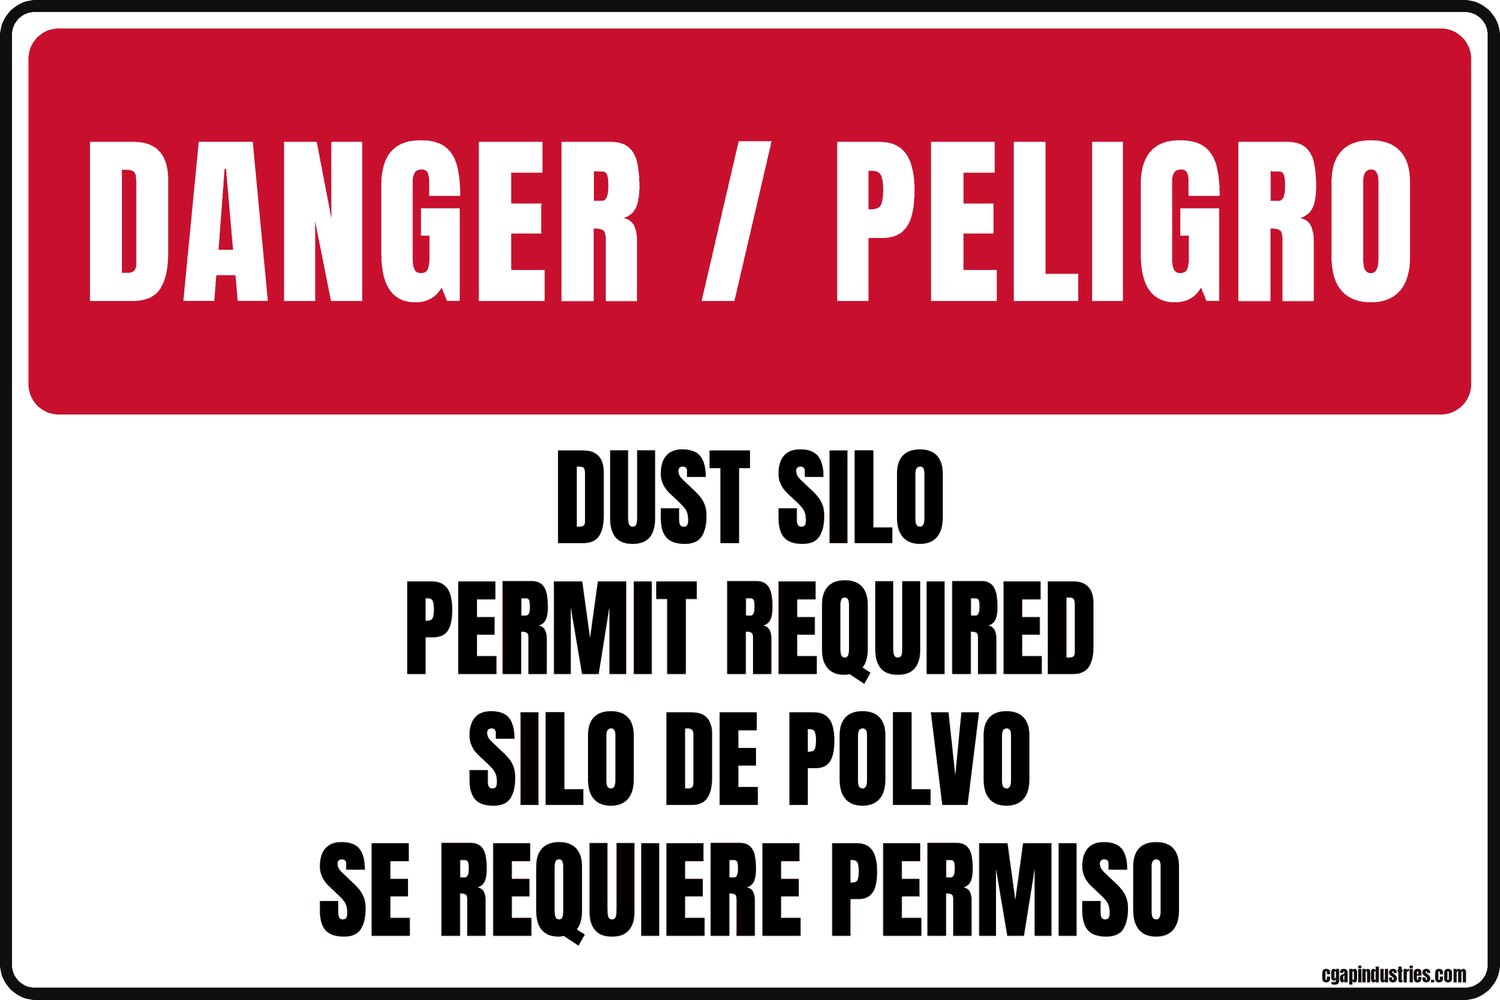 DANGER / PELIGRO
DUST SILO
PERMIT REQUIRED
SILO DE POLVO
SE REQUIERE PERMISO
cgapindustries.com